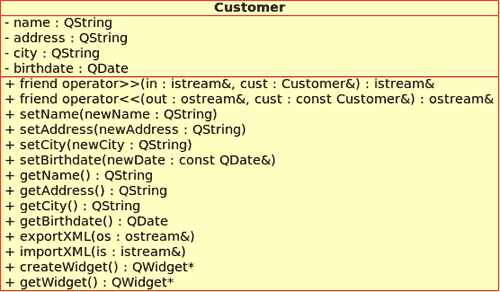 Customer
- name : QString
- address : QString
- city : QString
- birthdate : QDate
+ friend operator>>(in : istream&, cust : Customer&) : istream&
+ friend operator<<(out : ostream&, cust : const Customer&) : ostream&
+ setName(newName : QString)
+ setAddress(newAddress : QString)
+ setCity(newCity : QString)
+ setBirthdate(newDate : const QDate&)
+ getName() : QString
+ getAddress() : QString
+ getCity() : QString
+ getBirthdate() : QDate
+ exportXML(os : ostream&)
+ importXML(is : istream&)
+ createWidget() : QWidget*
+ getWidget() : QWidget*